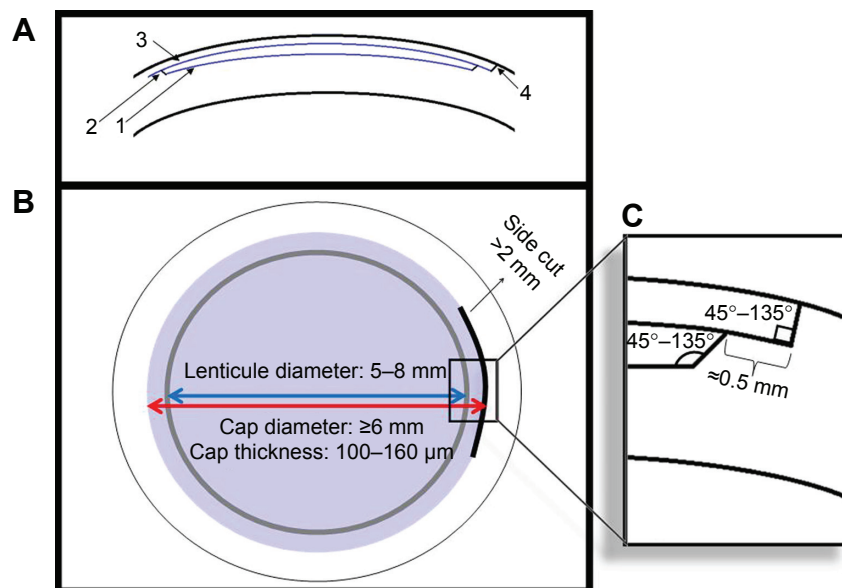 A
3
2
1
4
B
Side cut
>2 mm
Lenticule diameter: 5–8 mm
Cap diameter: ≥6 mm
Cap thickness: 100–160 μm
C
45°–135°
45°–135°
≈0.5 mm